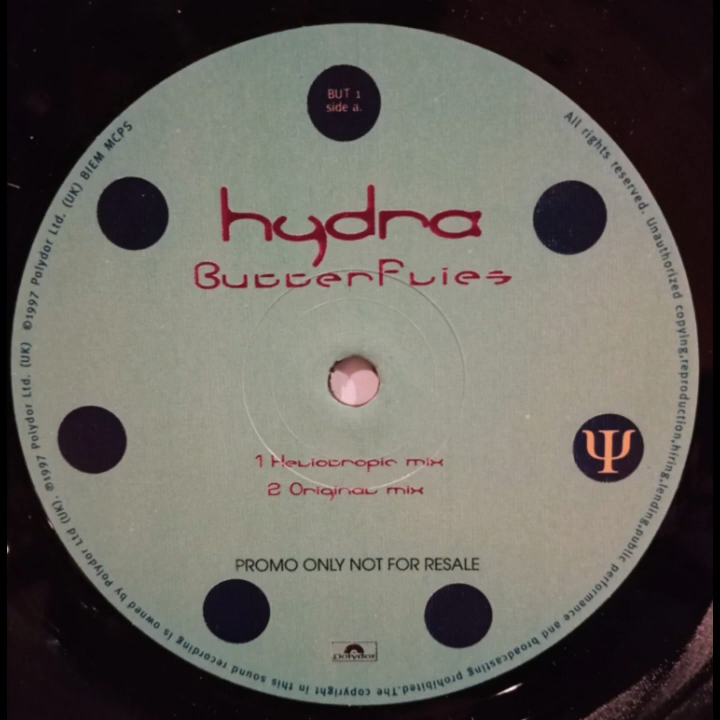 BUT 1
side a.
hydra
Butterflies
1 Heliotropic mix
2 Original mix
PROMO ONLY NOT FOR RESALE
Polydor
All rights reserved. Unauthorized copying,reproduction,hiring,lending,public performance and broadcasting prohibited.The copyright in this sound recording is owned by Polydor Ltd (UK). ℗1997 Polydor Ltd. (UK) ©1997 Polydor Ltd. (UK) BIEM MCPS
Ψ